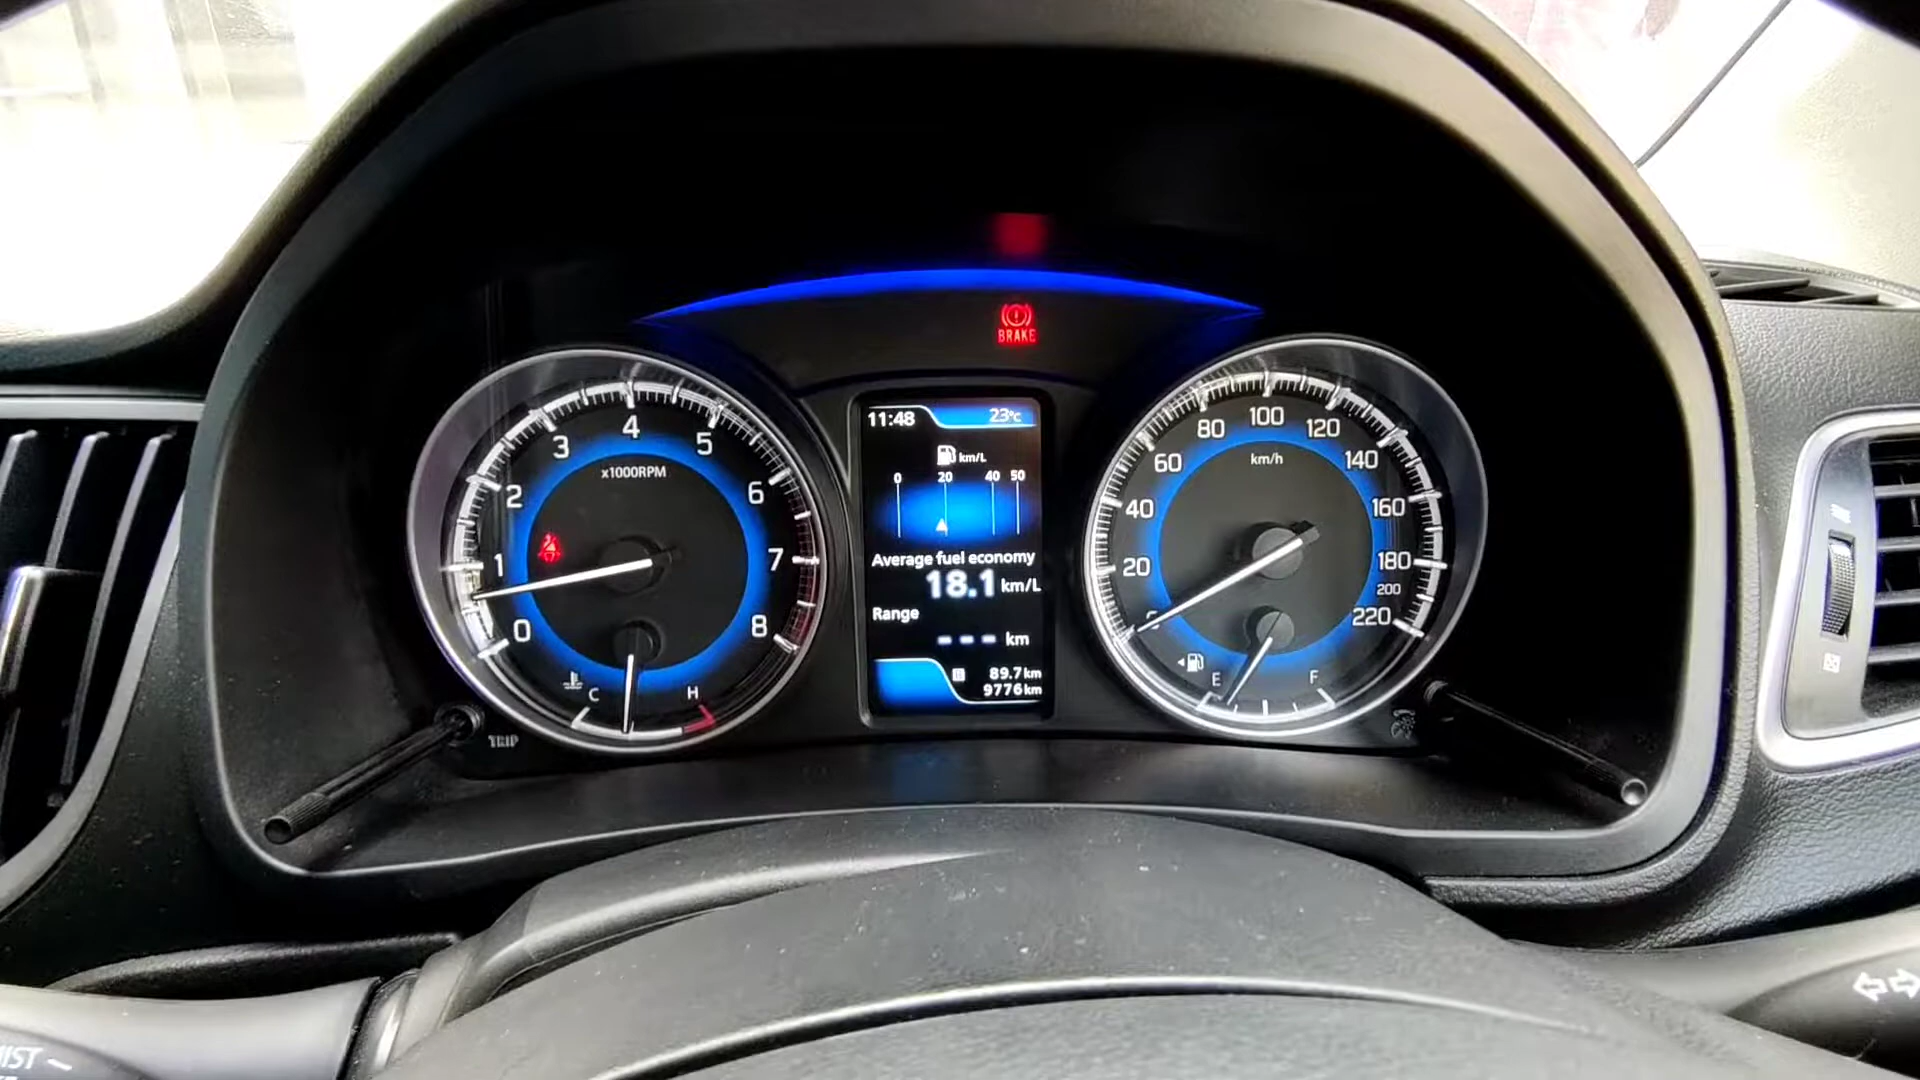 BRAKE
4
3
5
x1000RPM
2
6
1
7
0
8
C
H
TRIP
11:48
23°C
km/L
0 20 40 50
Average fuel economy
18.1 km/L
Range
--- km
B 89.7 km
9776 km
80 100 120
60
km/h
140
40
160
20
180
200
220
E
F